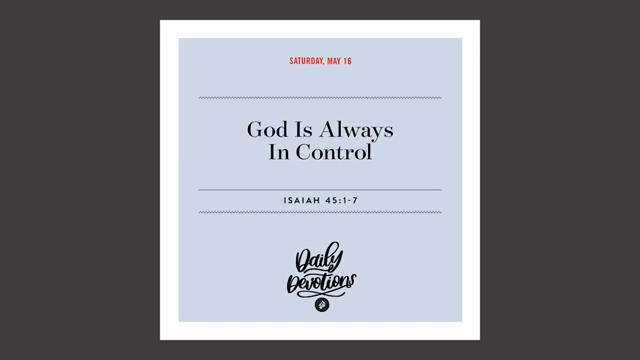 SATURDAY, MAY 16
God Is Always
In Control
ISAIAH 45:1-7
Daily
Devotions